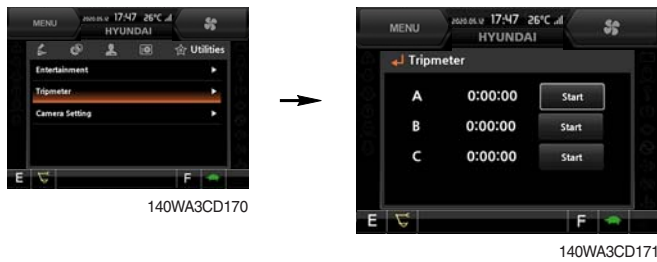 MENU
2020.05.12 17:47 26°C
HYUNDAI
Utilities
Entertainment
Tripmeter
Camera Setting
E
F
140WA3CD170
MENU
2020.05.12 17:47 26°C
HYUNDAI
Tripmeter
A 0:00:00 Start
B 0:00:00 Start
C 0:00:00 Start
E
F
140WA3CD171